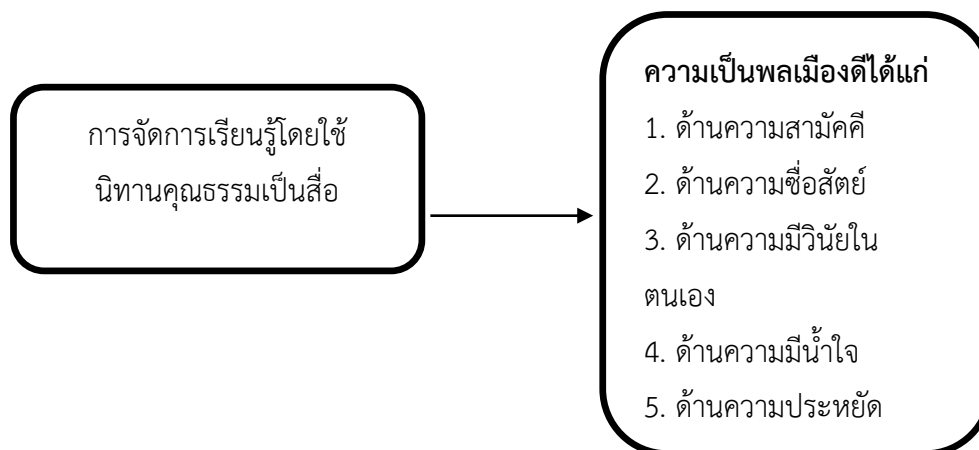 การจัดการเรียนรู้โดยใช้
นิทานคุณธรรมเป็นสื่อ
ความเป็นพลเมืองดีได้แก่
1. ด้านความสามัคคี
2. ด้านความซื่อสัตย์
3. ด้านความมีวินัยใน
ตนเอง
4. ด้านความมีน้ำใจ
5. ด้านความประหยัด